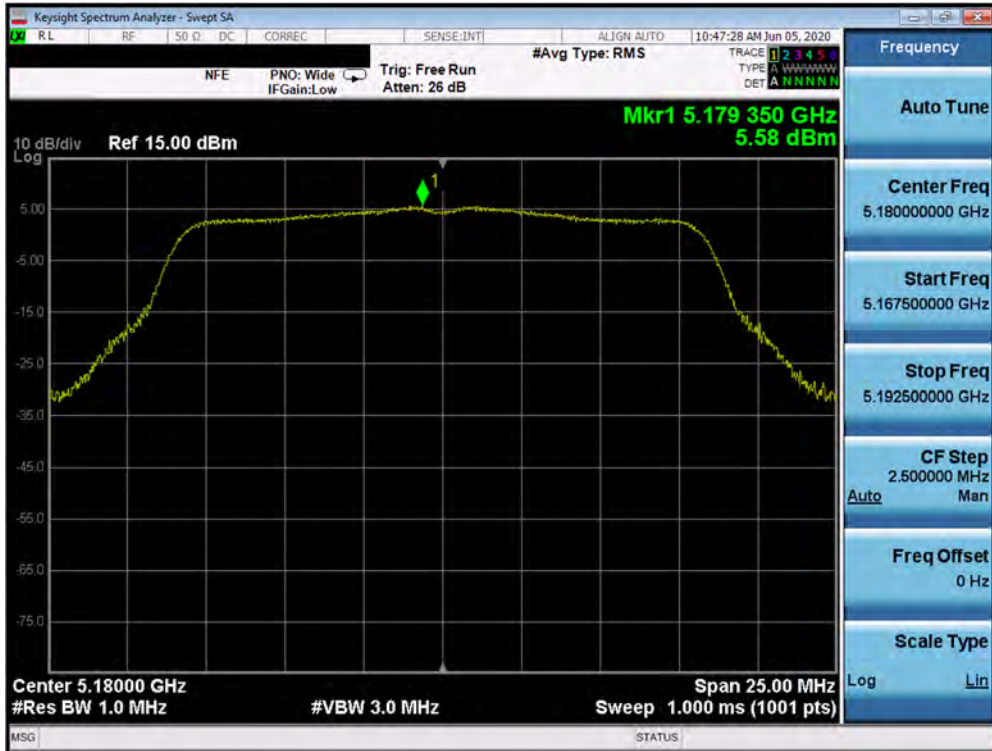 Keysight Spectrum Analyzer - Swept SA
LXI RL RF 50 Ω DC CORREC SENSE:INT ALIGN AUTO 10:47:28 AM Jun 05, 2020
#Avg Type: RMS TRACE 1 2 3 4 5 6
NFE PNO: Wide Trig: Free Run TYPE A WWWWW
IFGain:Low Atten: 26 dB DET A N N N N N
Mkr1 5.179 350 GHz
5.58 dBm
10 dB/div Ref 15.00 dBm
Log
1
5.00
-5.00
-15.0
-25.0
-35.0
-45.0
-55.0
-65.0
-75.0
Center 5.18000 GHz Span 25.00 MHz
#Res BW 1.0 MHz #VBW 3.0 MHz Sweep 1.000 ms (1001 pts)
MSG STATUS
Frequency
Auto Tune
Center Freq
5.180000000 GHz
Start Freq
5.167500000 GHz
Stop Freq
5.192500000 GHz
CF Step
2.500000 MHz
Auto Man
Freq Offset
0 Hz
Scale Type
Log Lin